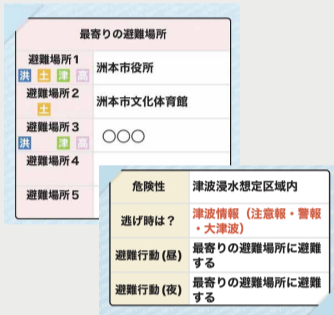 最寄りの避難場所
避難場所1
洪 土 津 高
洲本市役所
避難場所2
土
洲本市文化体育館
避難場所3
洪 津 高
○○○
避難場所4
避難場所5
危険性
津波浸水想定区域内
逃げ時は？
津波情報（注意報・警報
・大津波）
避難行動(昼)
最寄りの避難場所に避難
する
避難行動(夜)
最寄りの避難場所に避難
する